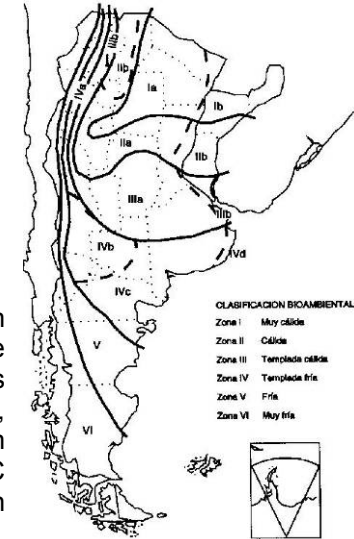 IIIb
IVa
IIb
Ia
Ib
IIa
IIb
IIIa
IIIb
IVb
IVd
IVc
V
VI
CLASIFICACION BIOAMBIENTAL
Zona I Muy cálida
Zona II Cálida
Zona III Templada cálida
Zona IV Templada fría
Zona V Fría
Zona VI Muy fría
n
e
s
,
n
C
n